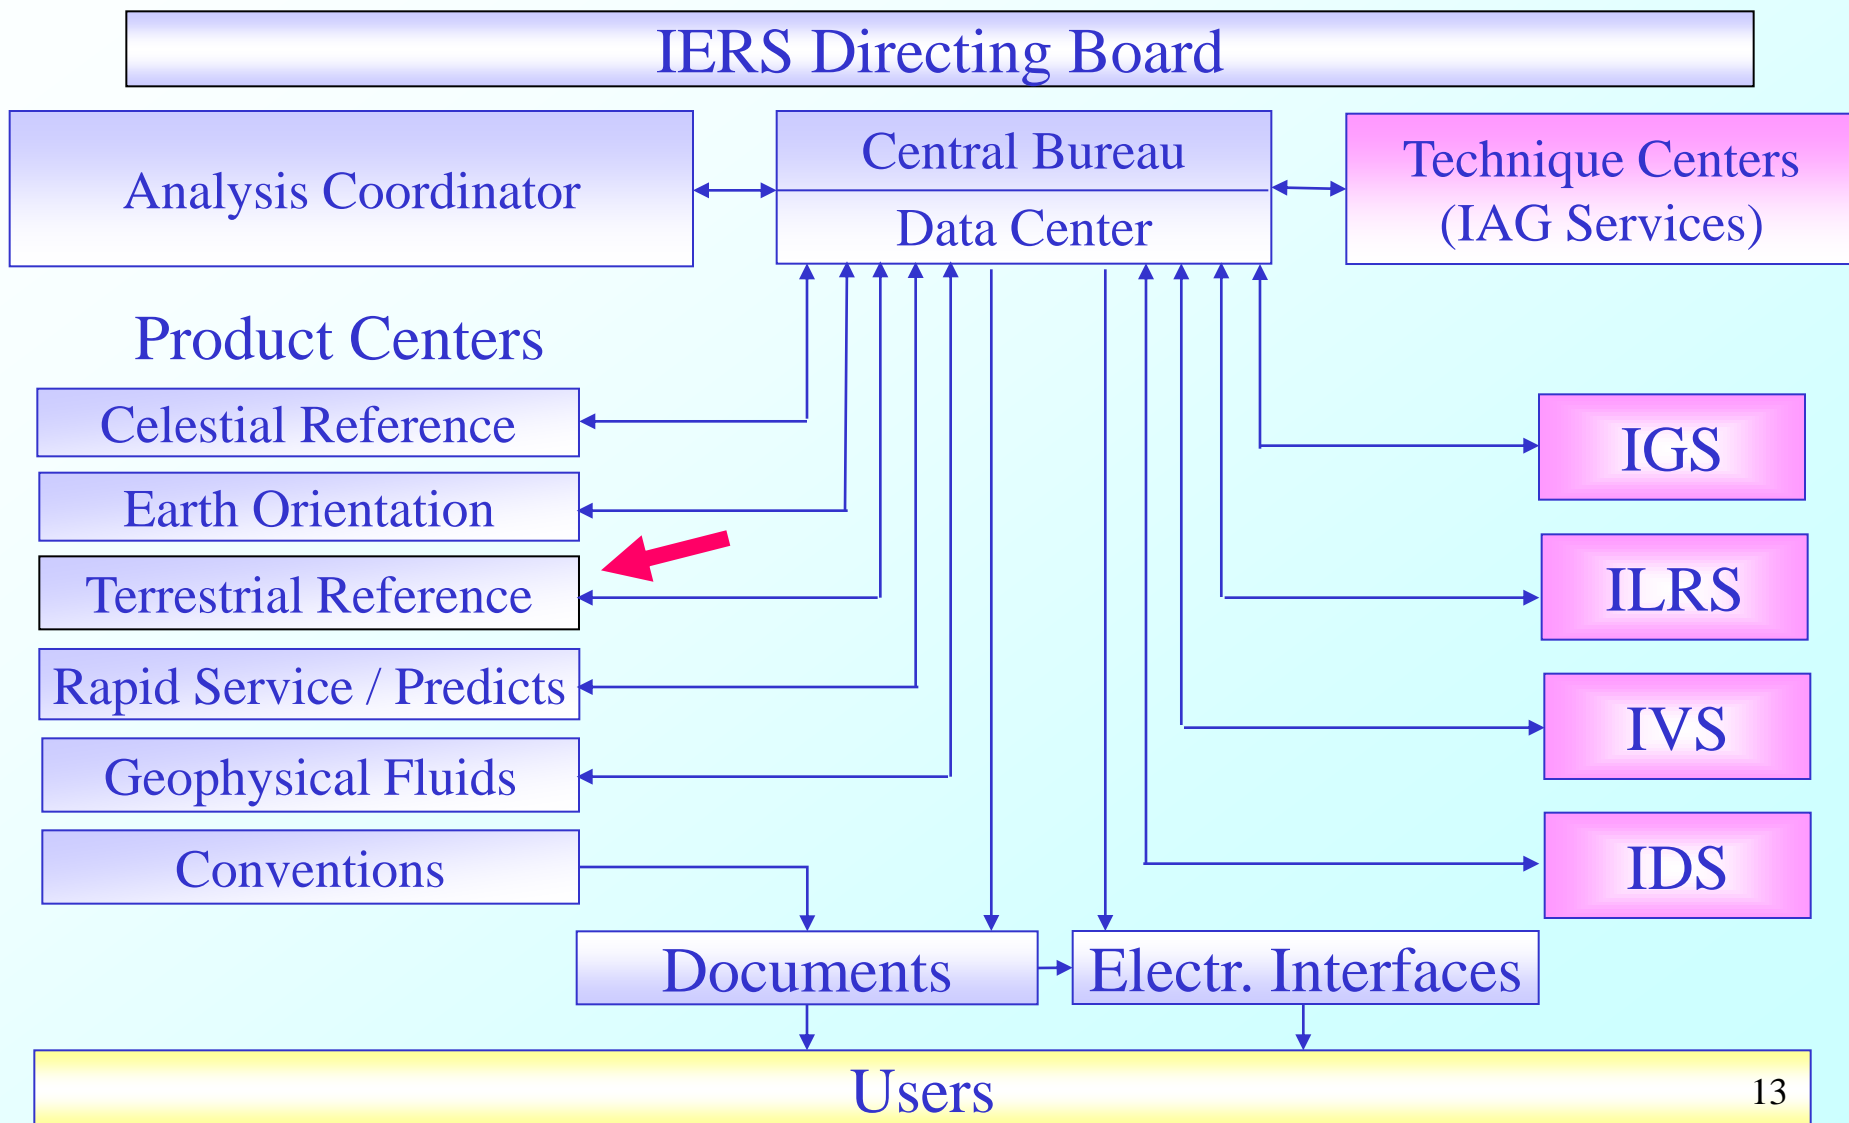 IERS Directing Board
Analysis Coordinator
Central Bureau
Data Center
Technique Centers
(IAG Services)
Product Centers
Celestial Reference
Earth Orientation
Terrestrial Reference
Rapid Service / Predicts
Geophysical Fluids
Conventions
IGS
ILRS
IVS
IDS
Documents
Electr. Interfaces
Users
13